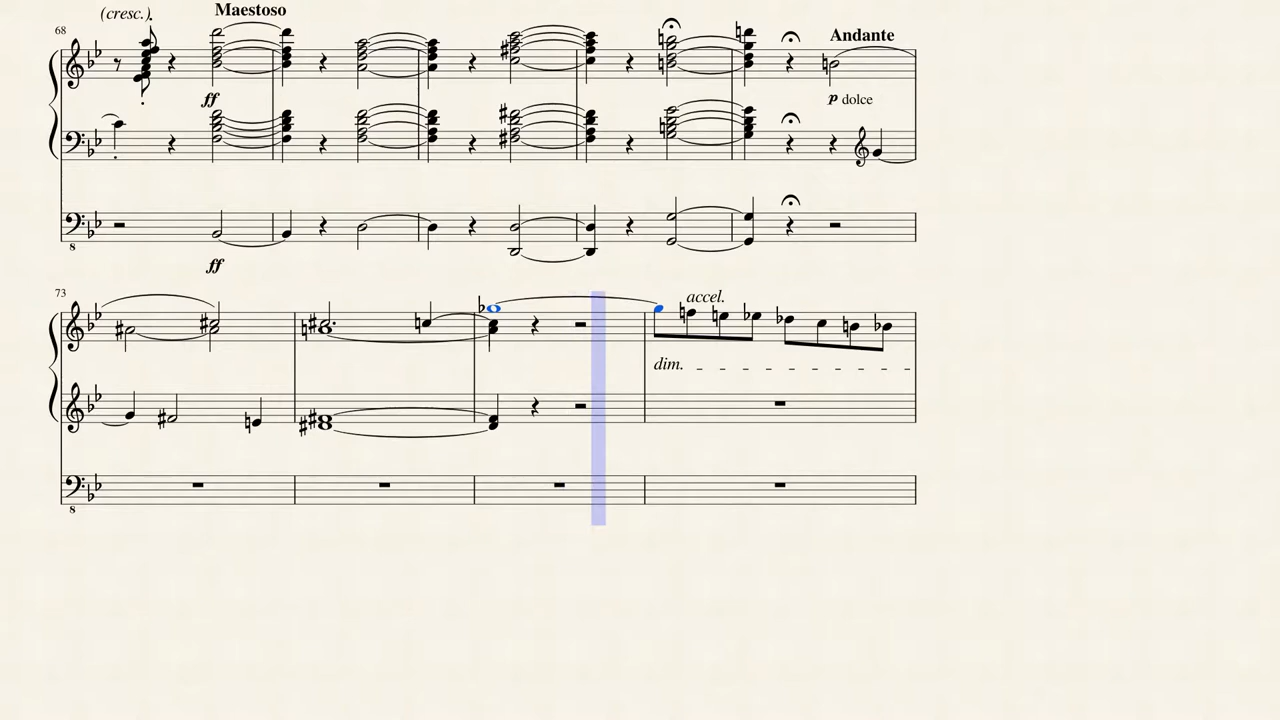 (cresc.)
Maestoso
68
Andante
ff
p dolce
8
ff
73
accel.
dim.
8